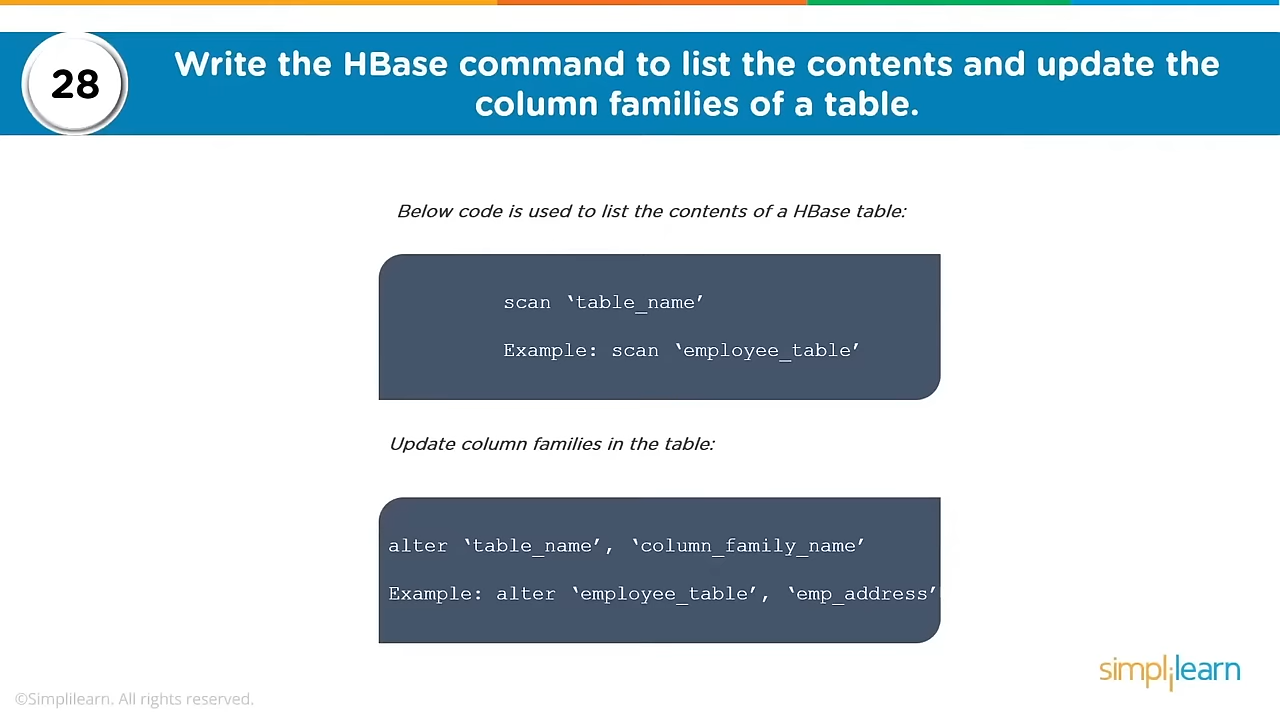 28
Write the HBase command to list the contents and update the
column families of a table.
Below code is used to list the contents of a HBase table:
scan ‘table_name’
Example: scan ‘employee_table’
Update column families in the table:
alter ‘table_name’, ‘column_family_name’
Example: alter ‘employee_table’, ‘emp_address’
simplilearn
©Simplilearn. All rights reserved.